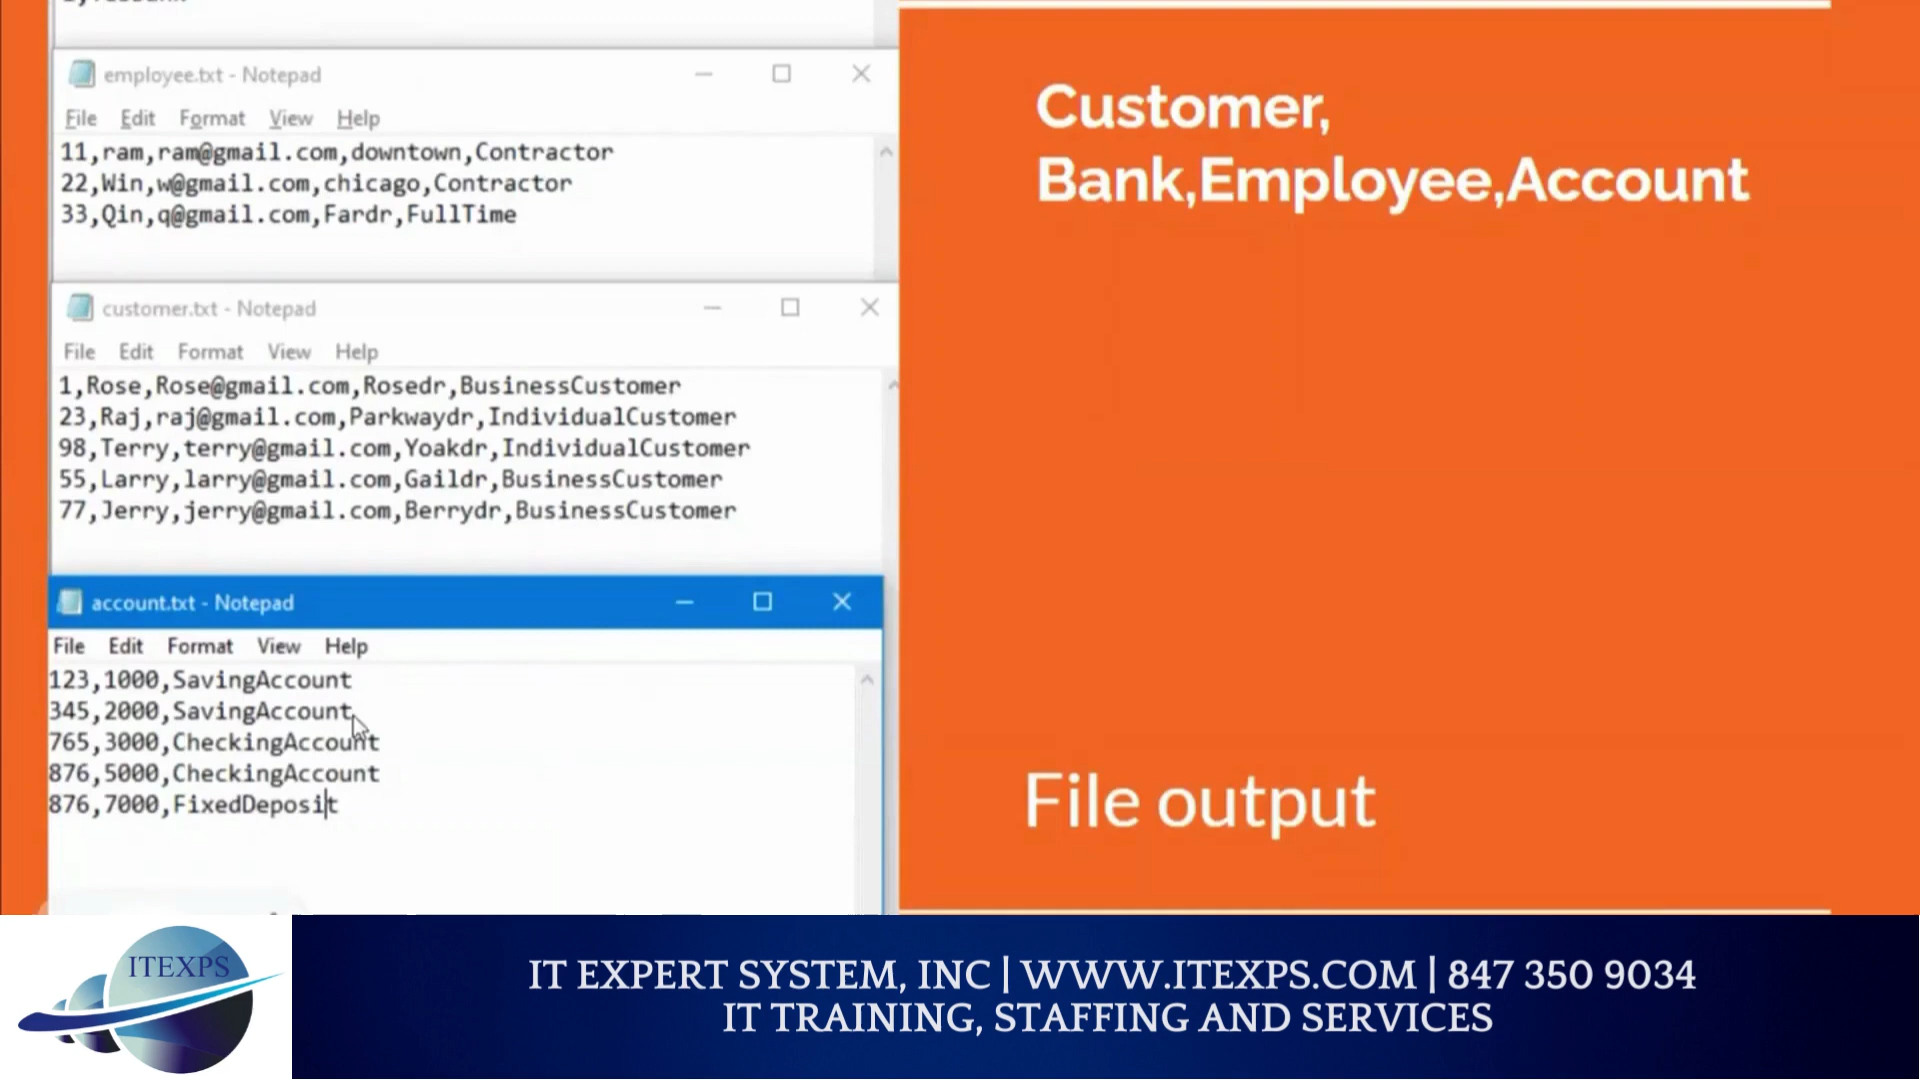 employee.txt - Notepad
File Edit Format View Help
11,ram,ram@gmail.com,downtown,Contractor
22,Win,w@gmail.com,chicago,Contractor
33,Qin,q@gmail.com,Fardr,FullTime
customer.txt - Notepad
File Edit Format View Help
1,Rose,Rose@gmail.com,Rosedr,BusinessCustomer
23,Raj,raj@gmail.com,Parkwaydr,IndividualCustomer
98,Terry,terry@gmail.com,Yoakdr,IndividualCustomer
55,Larry,larry@gmail.com,Gaildr,BusinessCustomer
77,Jerry,jerry@gmail.com,Berrydr,BusinessCustomer
account.txt - Notepad
File Edit Format View Help
123,1000,SavingAccount
345,2000,SavingAccount
765,3000,CheckingAccount
876,5000,CheckingAccount
876,7000,FixedDeposit
Customer,
Bank,Employee,Account
File output
ITEXPS
IT EXPERT SYSTEM, INC | WWW.ITEXPS.COM | 847 350 9034
IT TRAINING, STAFFING AND SERVICES